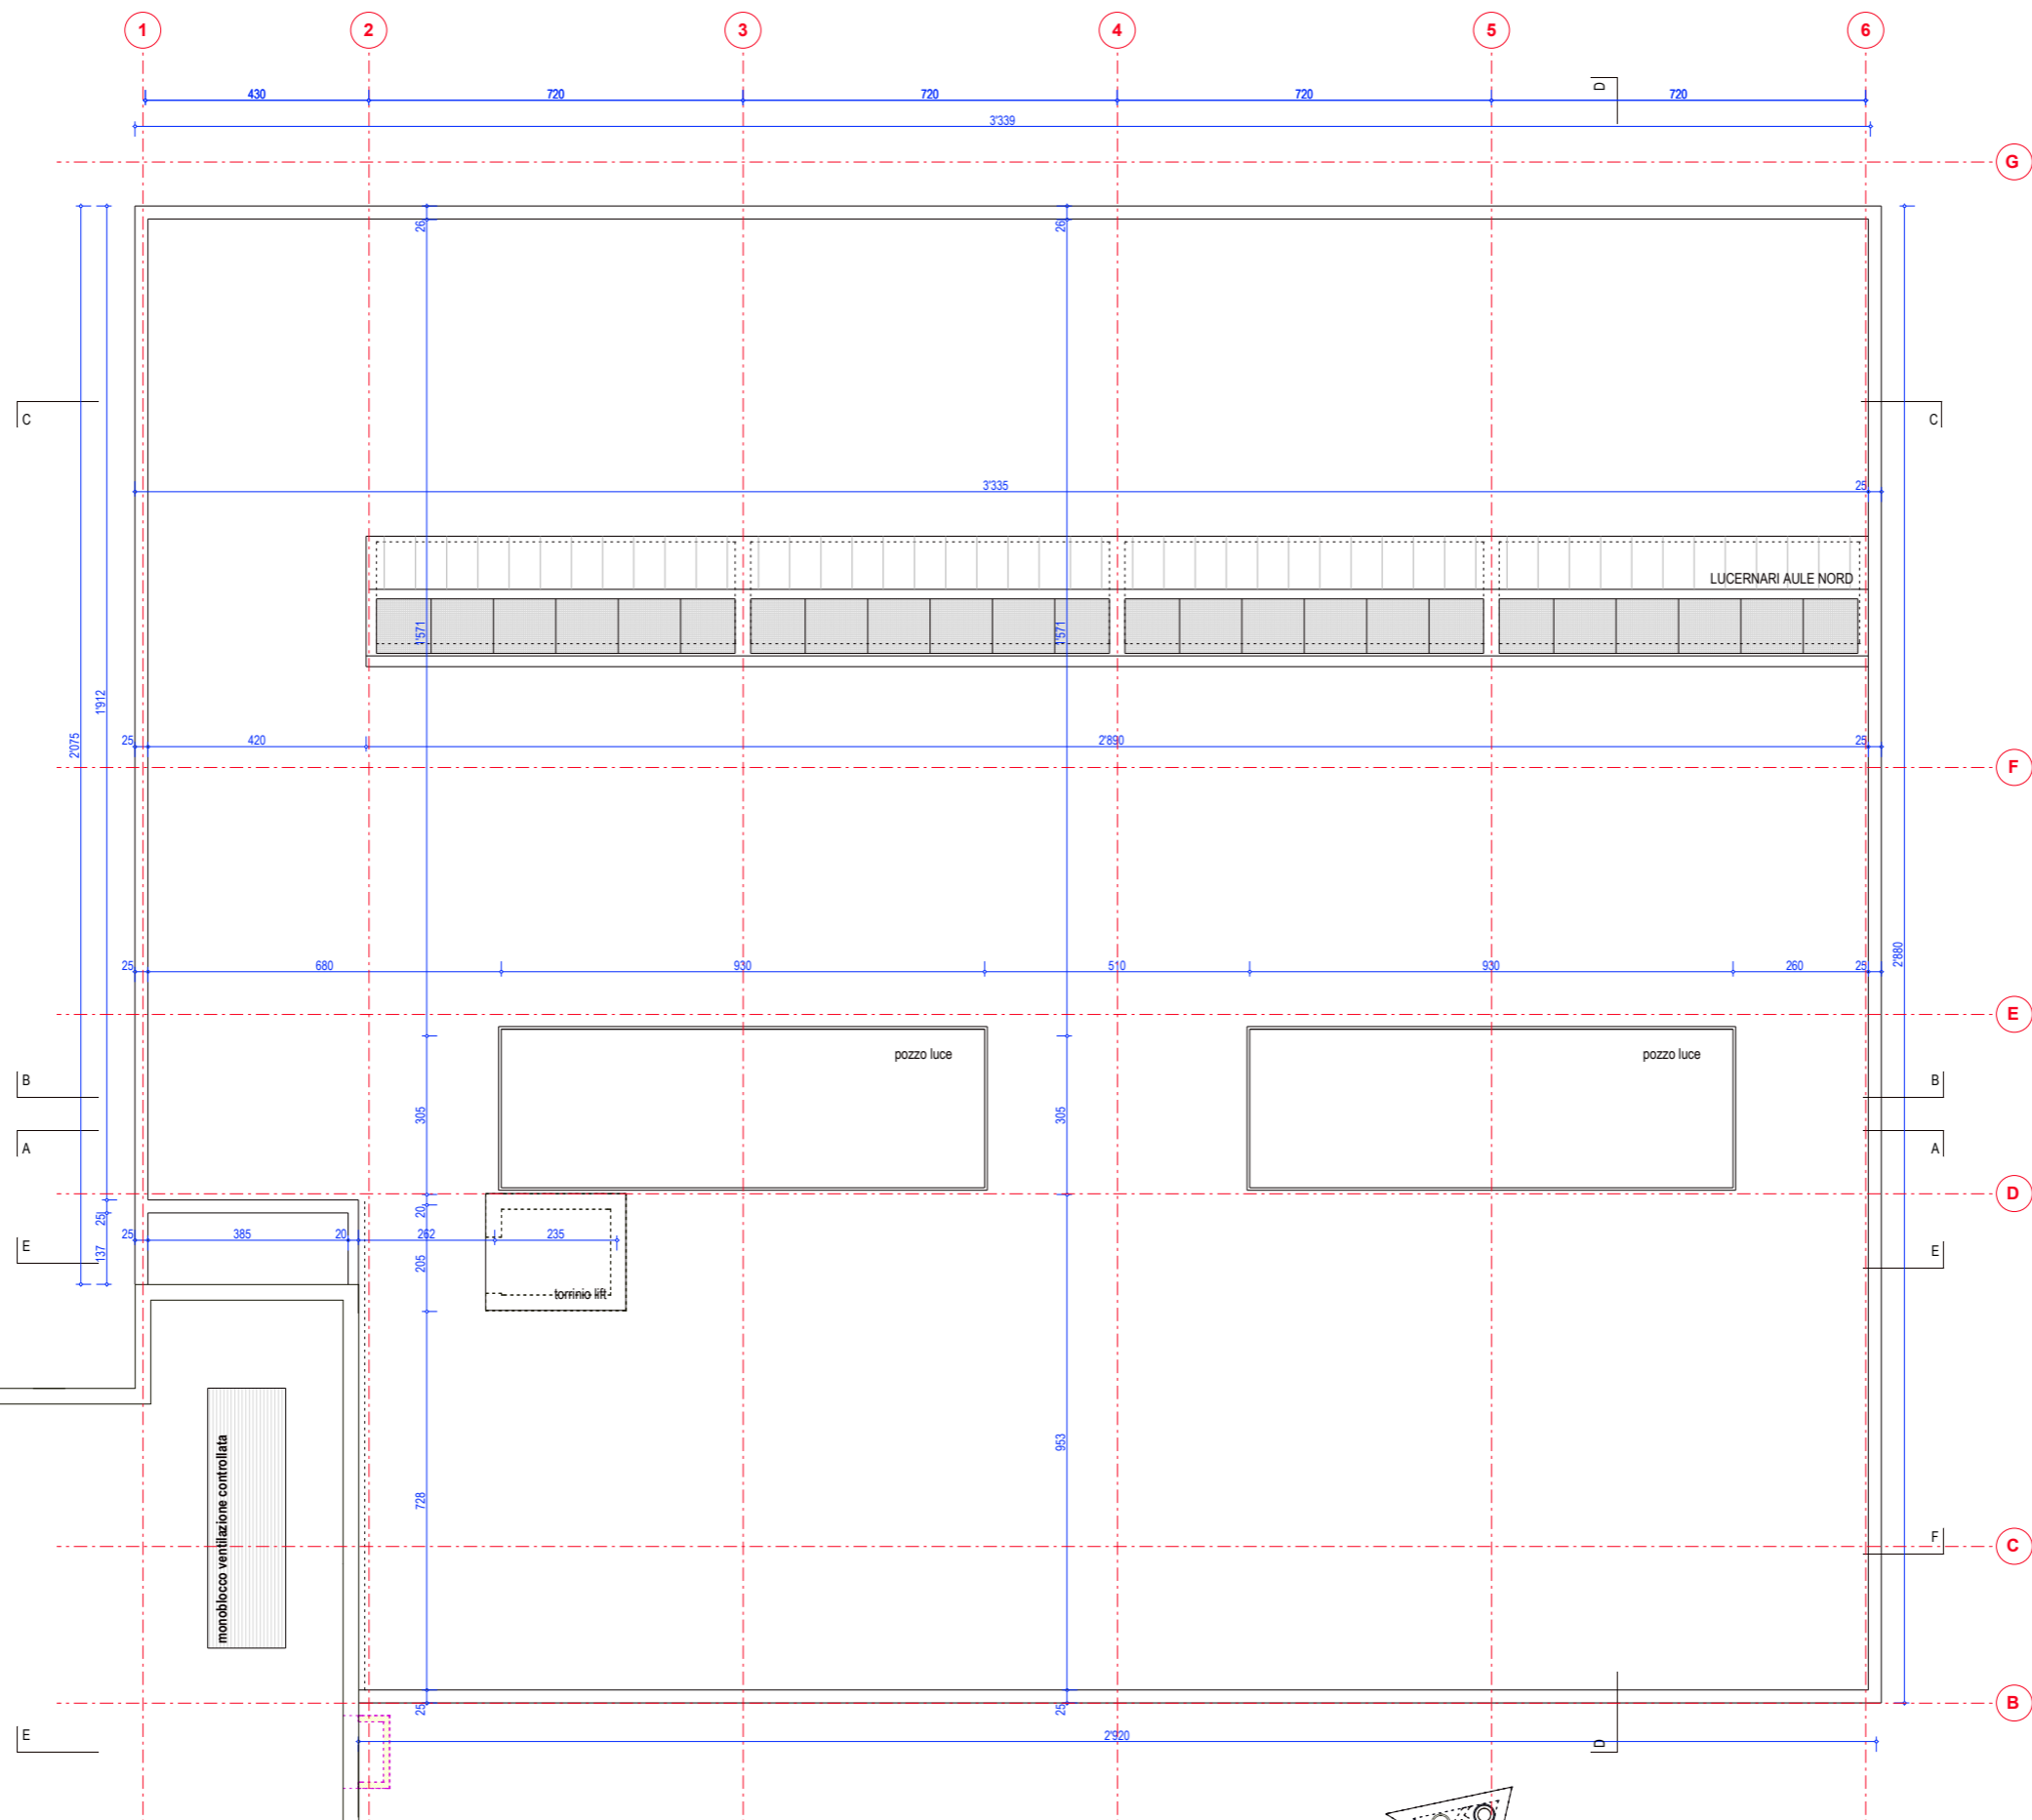 1 2 3 4 5 6
D
430 720 720 720 720
3'339
G
26 26
C C
3'335 25
LUCERNARI AULE NORD
1'571 1'571
1'912
2'075
25 420 2'890 25
F
25 680 930 510 930 260 25
2'880
E
pozzo luce pozzo luce
B B
305 305
A A
D
20
25
25 385 20 262 235
E E
137
205
torrinio lift
953
monoblocco ventilazione controllata
728
F
C
25 25
B
E
2'920
D